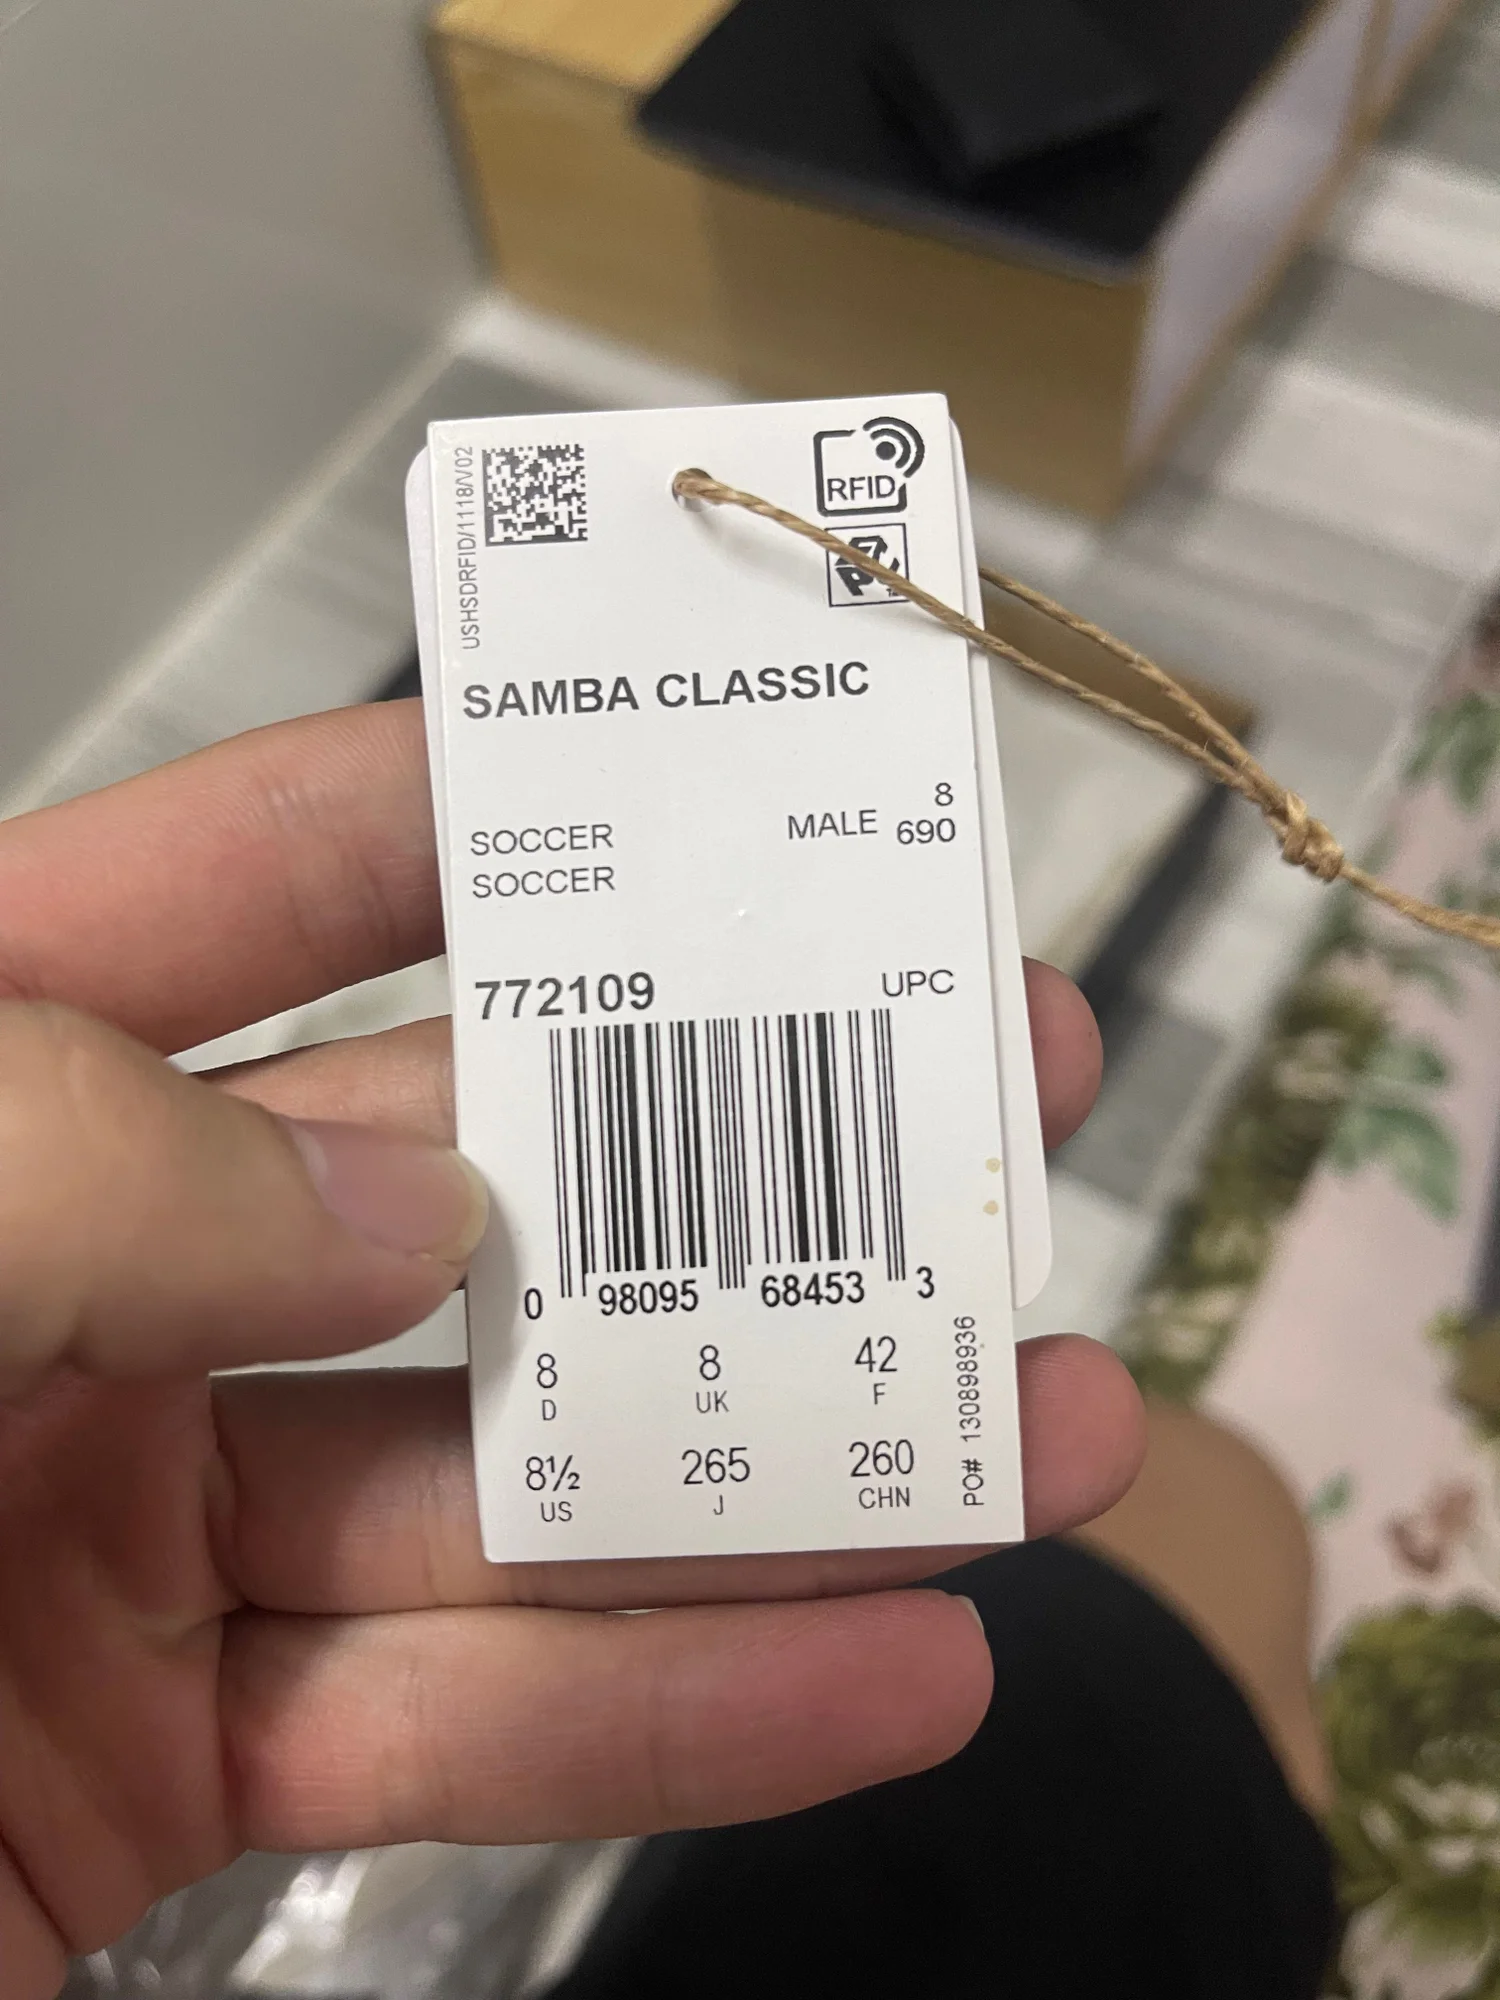 USHSDRFID/1118/V02
RFID
SAMBA CLASSIC
8
SOCCER MALE 690
SOCCER
772109 UPC
0 98095 68453 3
8 8 42
D UK F
8½ 265 260
US J CHN
PO# 130898936